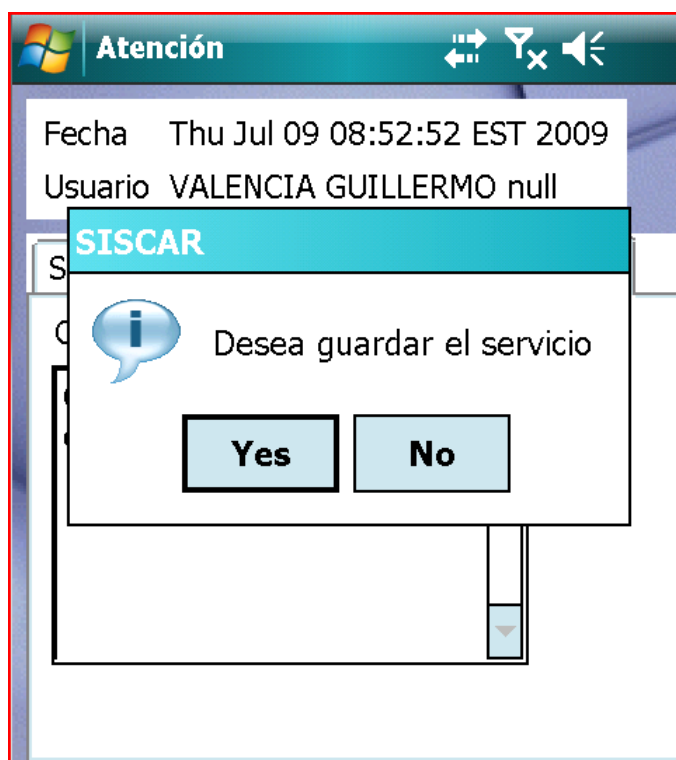 Atención
Fecha Thu Jul 09 08:52:52 EST 2009
Usuario VALENCIA GUILLERMO null
SISCAR
Desea guardar el servicio
Yes No